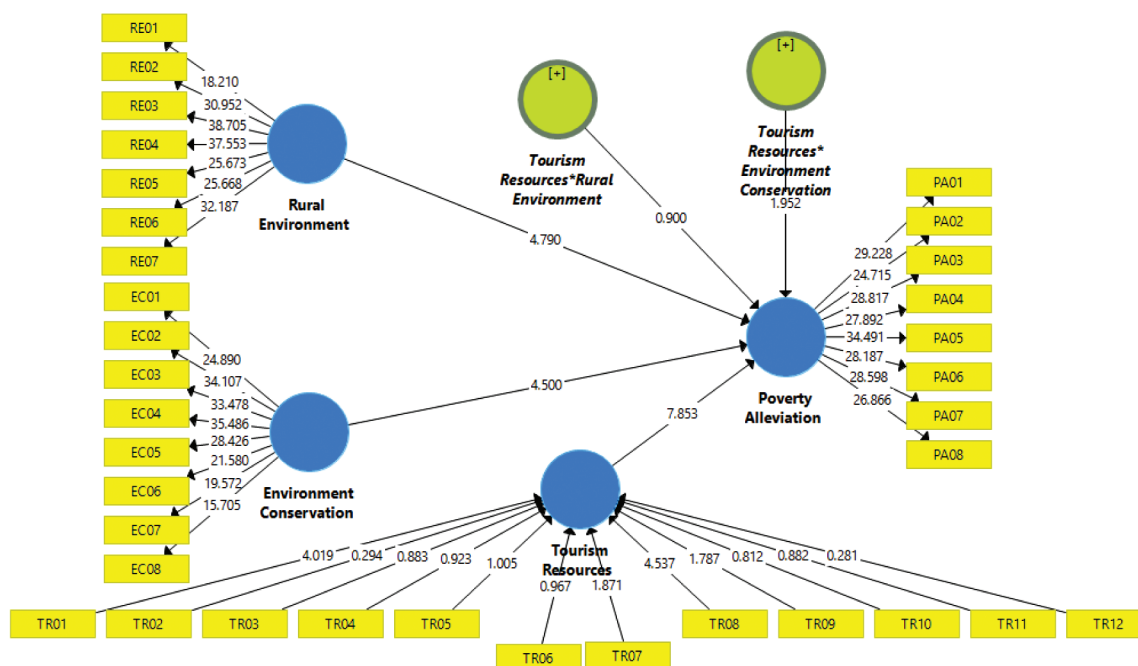 RE01
RE02
RE03
RE04
RE05
RE06
RE07
18.210
30.952
38.705
37.553
25.673
25.668
32.187
Rural
Environment
[+]
Tourism
Resources*Rural
Environment
[+]
Tourism
Resources*
Environment
Conservation
4.790
0.900
1.952
EC01
EC02
EC03
EC04
EC05
EC06
EC07
EC08
24.890
34.107
33.478
35.486
28.426
21.580
19.572
15.705
Environment
Conservation
4.500
7.853
Poverty
Alleviation
PA01
PA02
PA03
PA04
PA05
PA06
PA07
PA08
29.228
24.715
28.817
27.892
34.491
28.187
28.598
26.866
Tourism
Resources
4.019
0.294
0.883
0.923
1.005
0.967
1.871
4.537
1.787
0.812
0.882
0.281
TR01
TR02
TR03
TR04
TR05
TR06
TR07
TR08
TR09
TR10
TR11
TR12